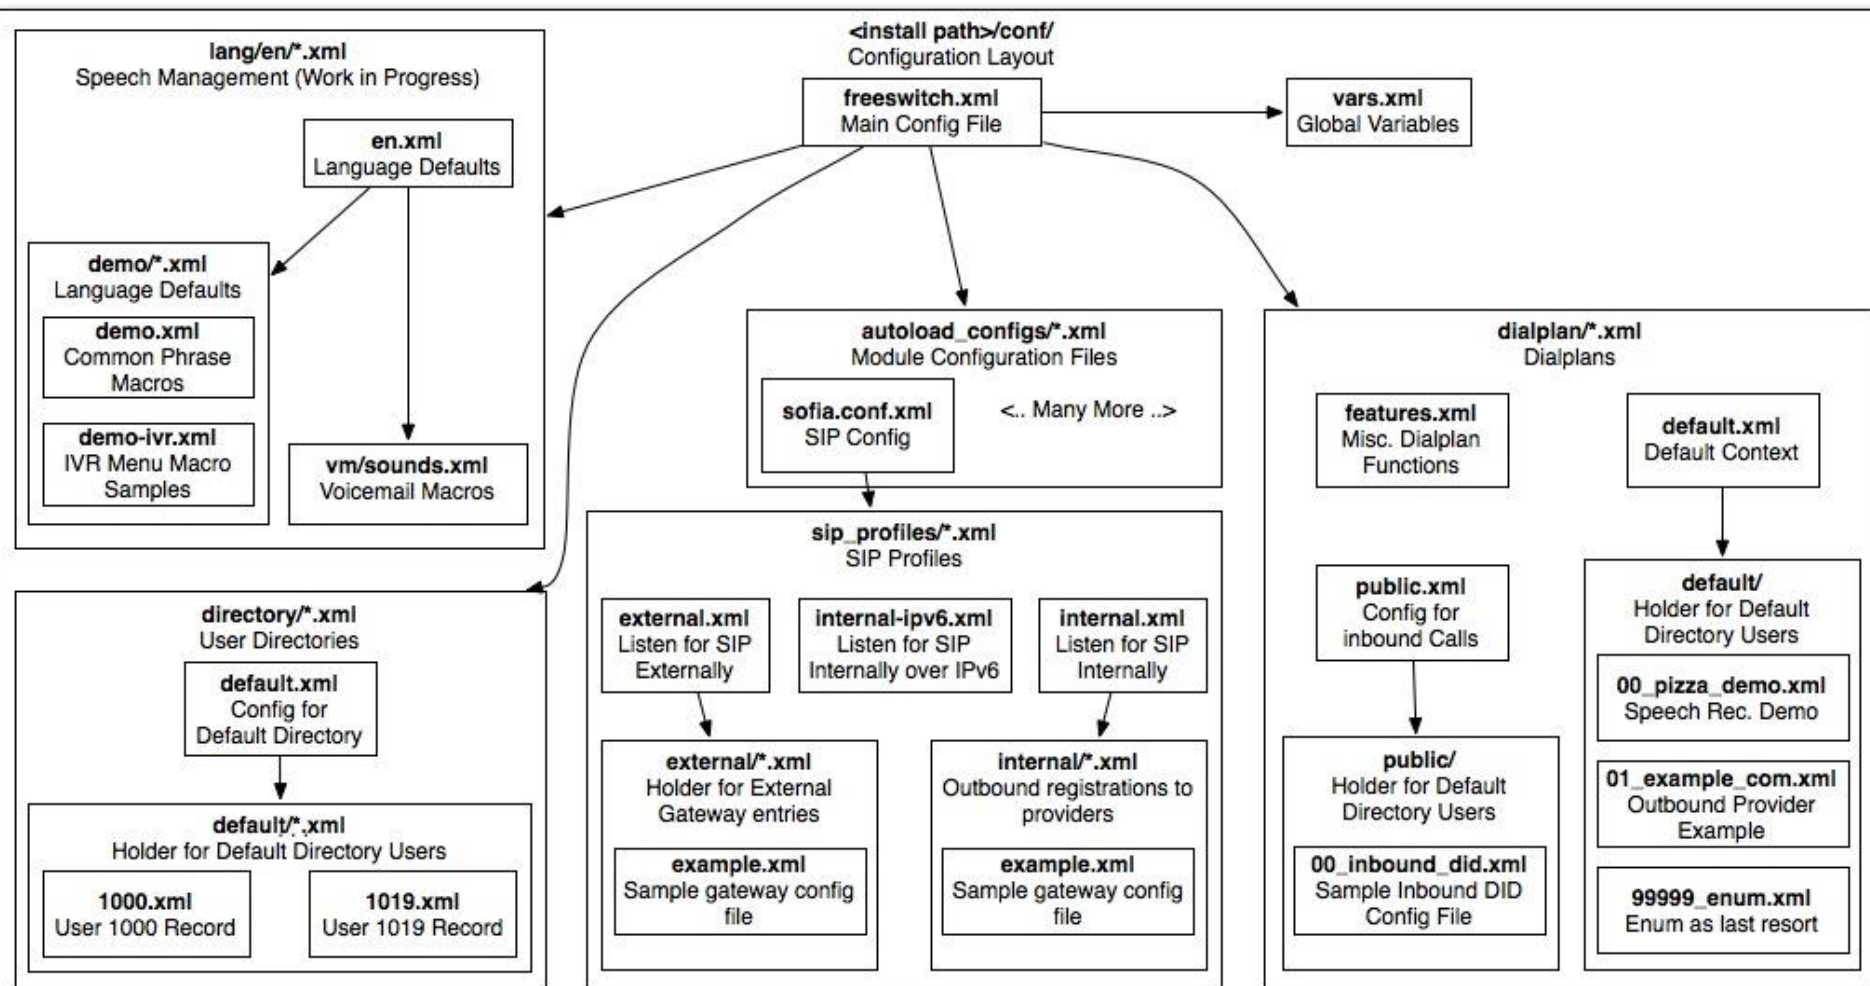 <install path>/conf/
Configuration Layout
freeswitch.xml
Main Config File
vars.xml
Global Variables
lang/en/*.xml
Speech Management (Work in Progress)
en.xml
Language Defaults
demo/*.xml
Language Defaults
demo.xml
Common Phrase
Macros
demo-ivr.xml
IVR Menu Macro
Samples
vm/sounds.xml
Voicemail Macros
directory/*.xml
User Directories
default.xml
Config for
Default Directory
default/*.xml
Holder for Default Directory Users
1000.xml
User 1000 Record
1019.xml
User 1019 Record
autoload_configs/*.xml
Module Configuration Files
sofia.conf.xml
SIP Config
<.. Many More ..>
sip_profiles/*.xml
SIP Profiles
external.xml
Listen for SIP
Externally
internal-ipv6.xml
Listen for SIP
Internally over IPv6
internal.xml
Listen for SIP
Internally
external/*.xml
Holder for External
Gateway entries
example.xml
Sample gateway config
file
internal/*.xml
Outbound registrations to
providers
example.xml
Sample gateway config
file
dialplan/*.xml
Dialplans
features.xml
Misc. Dialplan
Functions
default.xml
Default Context
public.xml
Config for
inbound Calls
public/
Holder for Default
Directory Users
00_inbound_did.xml
Sample Inbound DID
Config File
default/
Holder for Default
Directory Users
00_pizza_demo.xml
Speech Rec. Demo
01_example_com.xml
Outbound Provider
Example
99999_enum.xml
Enum as last resort